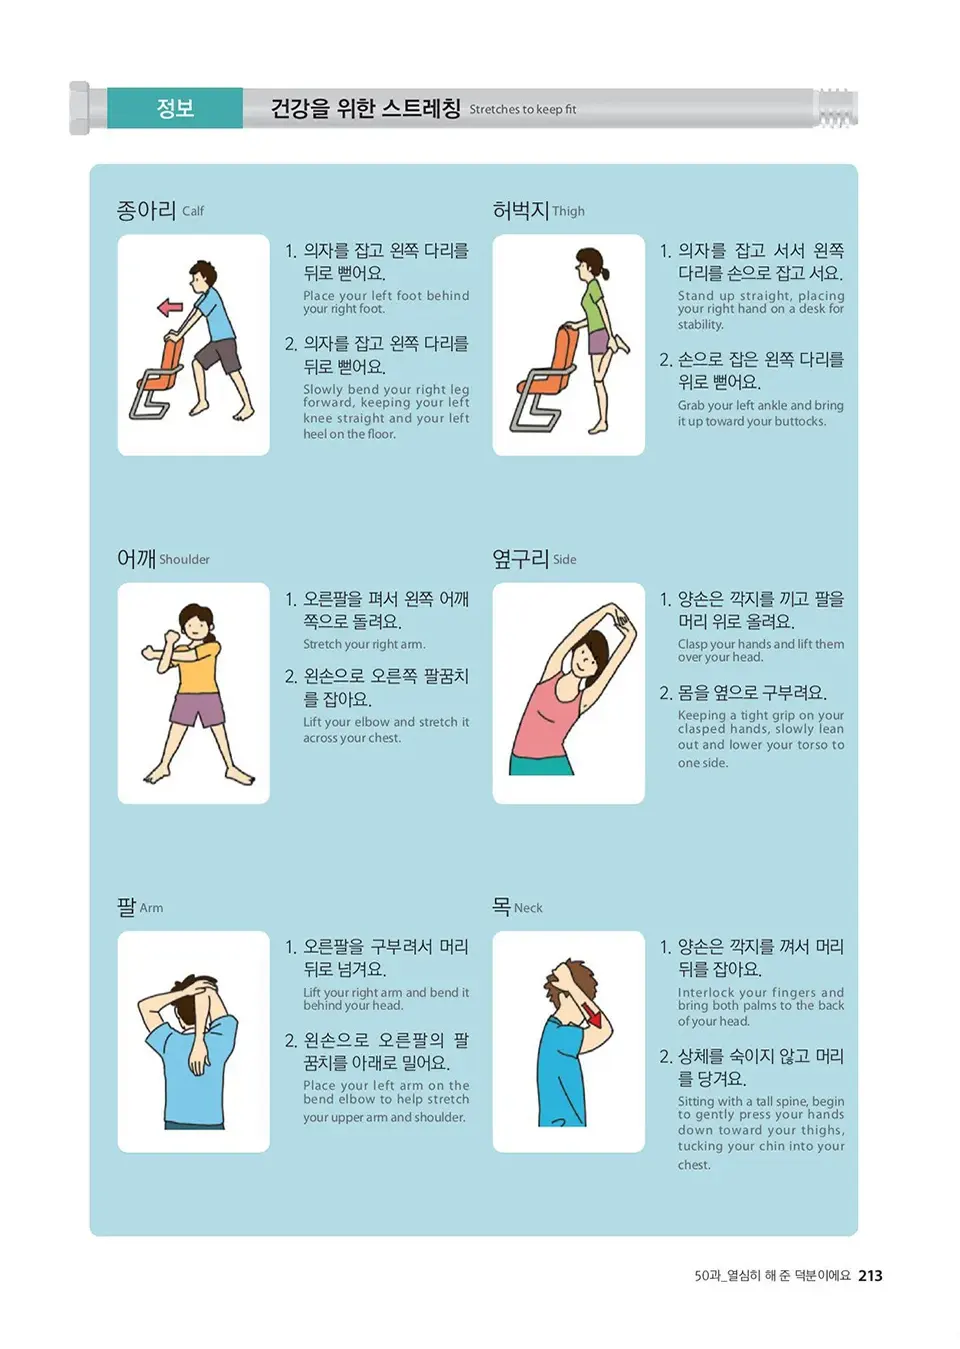 정보
건강을 위한 스트레칭 Stretches to keep fit
종아리 Calf
1. 의자를 잡고 왼쪽 다리를
뒤로 뻗어요.
Place your left foot behind
your right foot.
2. 의자를 잡고 왼쪽 다리를
뒤로 뻗어요.
Slowly bend your right leg
forward, keeping your left
knee straight and your left
heel on the floor.
허벅지 Thigh
1. 의자를 잡고 서서 왼쪽
다리를 손으로 잡고 서요.
Stand up straight, placing
your right hand on a desk for
stability.
2. 손으로 잡은 왼쪽 다리를
위로 뻗어요.
Grab your left ankle and bring
it up toward your buttocks.
어깨 Shoulder
1. 오른팔을 펴서 왼쪽 어깨
쪽으로 돌려요.
Stretch your right arm.
2. 왼손으로 오른쪽 팔꿈치
를 잡아요.
Lift your elbow and stretch it
across your chest.
옆구리 Side
1. 양손은 깍지를 끼고 팔을
머리 위로 올려요.
Clasp your hands and lift them
over your head.
2. 몸을 옆으로 구부려요.
Keeping a tight grip on your
clasped hands, slowly lean
out and lower your torso to
one side.
팔 Arm
1. 오른팔을 구부려서 머리
뒤로 넘겨요.
Lift your right arm and bend it
behind your head.
2. 왼손으로 오른팔의 팔
꿈치를 아래로 밀어요.
Place your left arm on the
bend elbow to help stretch
your upper arm and shoulder.
목 Neck
1. 양손은 깍지를 껴서 머리
뒤를 잡아요.
Interlock your fingers and
bring both palms to the back
of your head.
2. 상체를 숙이지 않고 머리
를 당겨요.
Sitting with a tall spine, begin
to gently press your hands
down toward your thighs,
tucking your chin into your
chest.
50과_열심히 해 준 덕분이에요 213